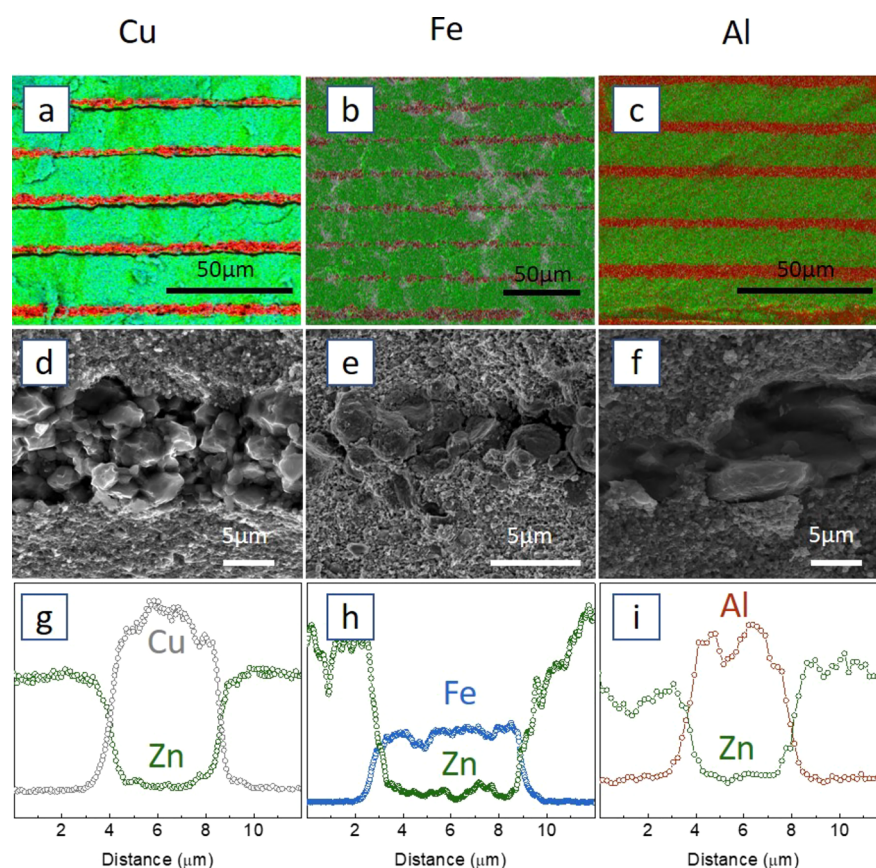 Cu Fe Al
a b c
50µm 50µm 50µm
d e f
5µm 5µm 5µm
g h i
Cu Fe Al
Zn Zn Zn
2 4 6 8 10 2 4 6 8 10 2 4 6 8 10
Distance (µm) Distance (µm) Distance (µm)